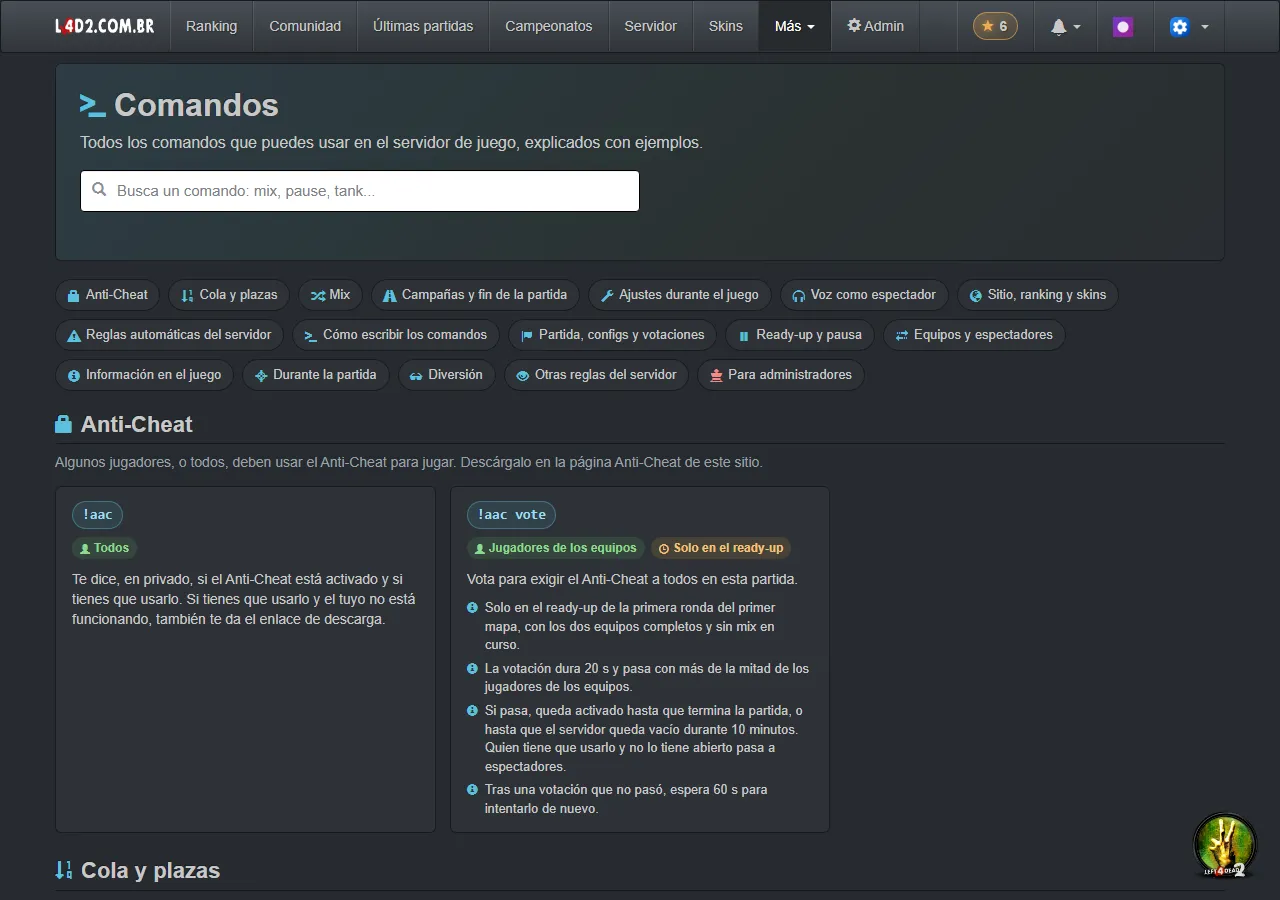 L4D2.COM.BR Ranking Comunidad Últimas partidas Campeonatos Servidor Skins Más Admin 6
Comandos
Todos los comandos que puedes usar en el servidor de juego, explicados con ejemplos.
Busca un comando: mix, pause, tank...
Anti-Cheat Cola y plazas Mix Campañas y fin de la partida Ajustes durante el juego Voz como espectador Sitio, ranking y skins
Reglas automáticas del servidor Cómo escribir los comandos Partida, configs y votaciones Ready-up y pausa Equipos y espectadores
Información en el juego Durante la partida Diversión Otras reglas del servidor Para administradores
Anti-Cheat
Algunos jugadores, o todos, deben usar el Anti-Cheat para jugar. Descárgalo en la página Anti-Cheat de este sitio.
!aac
Todos
Te dice, en privado, si el Anti-Cheat está activado y si
tienes que usarlo. Si tienes que usarlo y el tuyo no está
funcionando, también te da el enlace de descarga.
!aac vote
Jugadores de los equipos Solo en el ready-up
Vota para exigir el Anti-Cheat a todos en esta partida.
Solo en el ready-up de la primera ronda del primer
mapa, con los dos equipos completos y sin mix en
curso.
La votación dura 20 s y pasa con más de la mitad de los
jugadores de los equipos.
Si pasa, queda activado hasta que termina la partida, o
hasta que el servidor queda vacío durante 10 minutos.
Quien tiene que usarlo y no lo tiene abierto pasa a
espectadores.
Tras una votación que no pasó, espera 60 s para
intentarlo de nuevo.
LEFT 4 DEAD 2
Cola y plazas